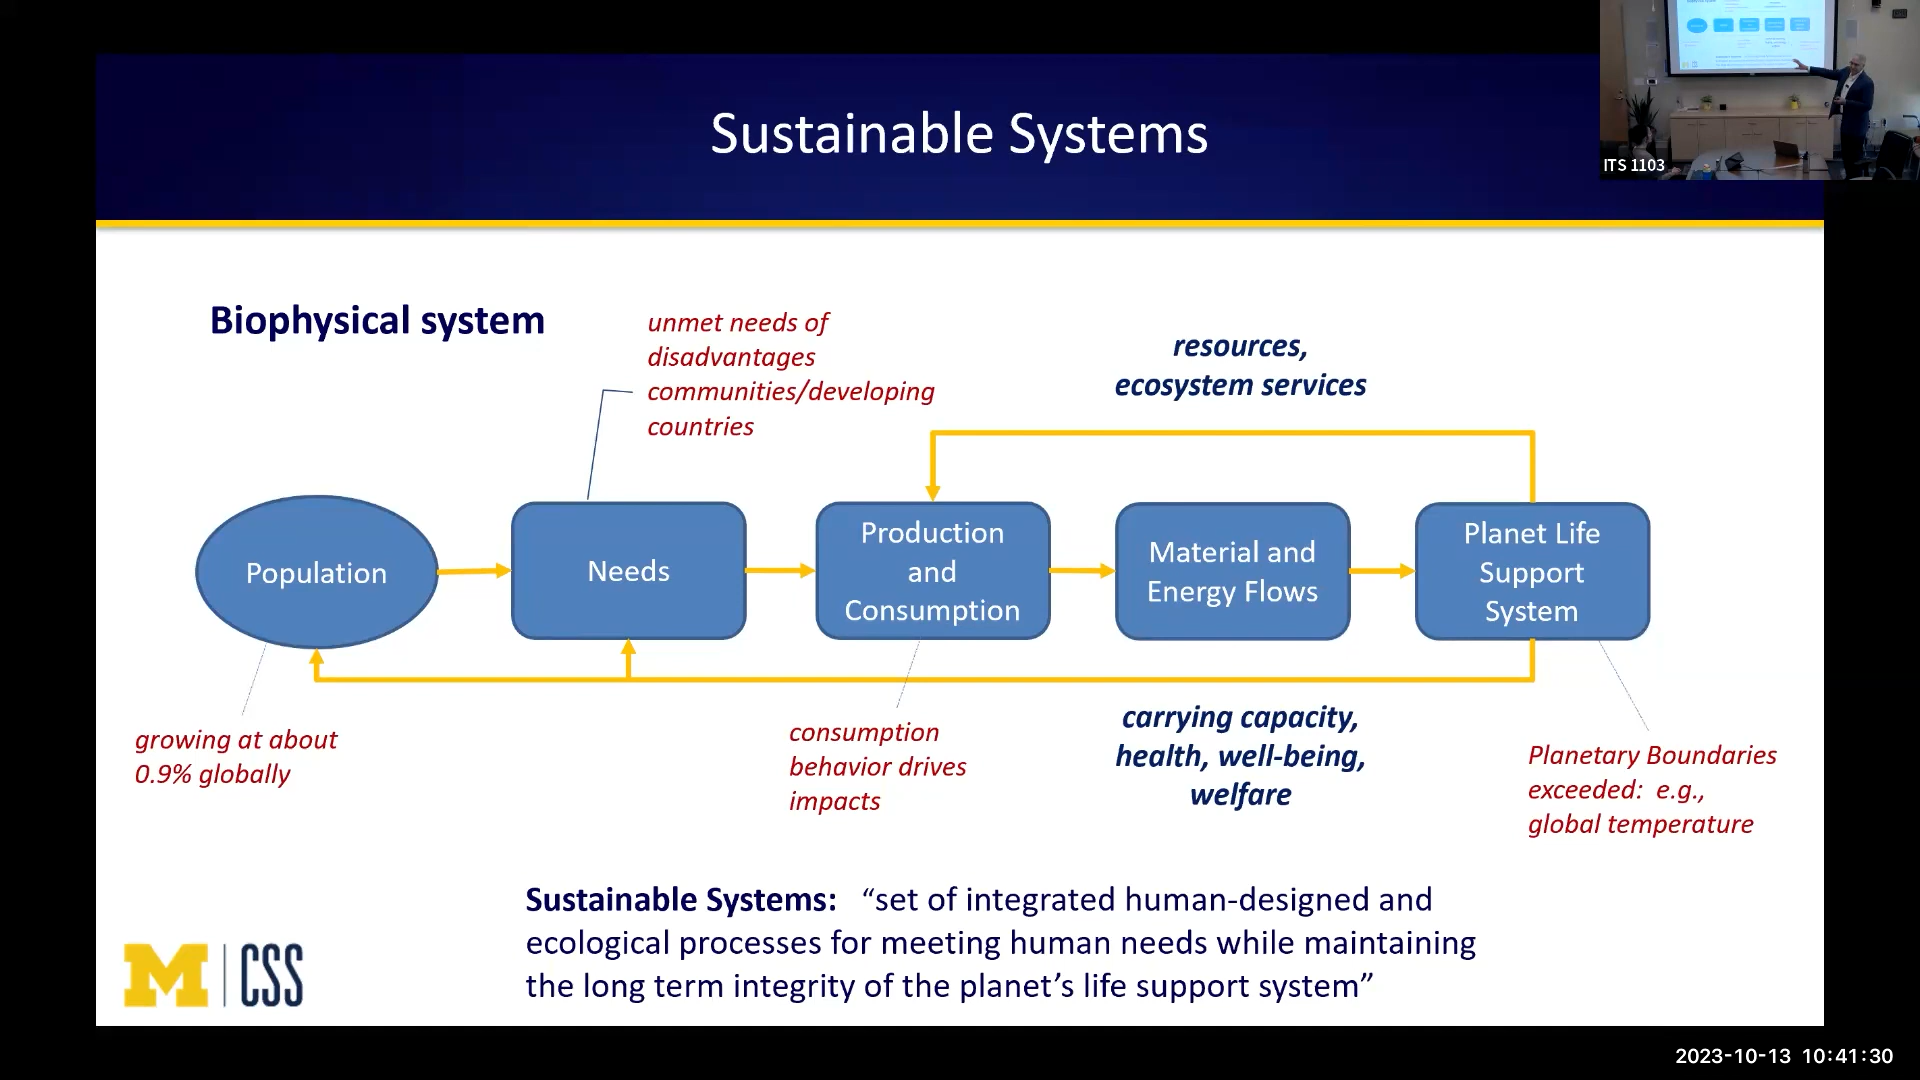 Sustainable Systems
ITS 1103
Biophysical system
unmet needs of
disadvantages
communities/developing
countries
resources,
ecosystem services
Population
Needs
Production
and
Consumption
Material and
Energy Flows
Planet Life
Support
System
growing at about
0.9% globally
consumption
behavior drives
impacts
carrying capacity,
health, well-being,
welfare
Planetary Boundaries
exceeded:  e.g.,
global temperature
Sustainable Systems:   “set of integrated human-designed and
ecological processes for meeting human needs while maintaining
the long term integrity of the planet’s life support system”
M | CSS
2023-10-13 10:41:30